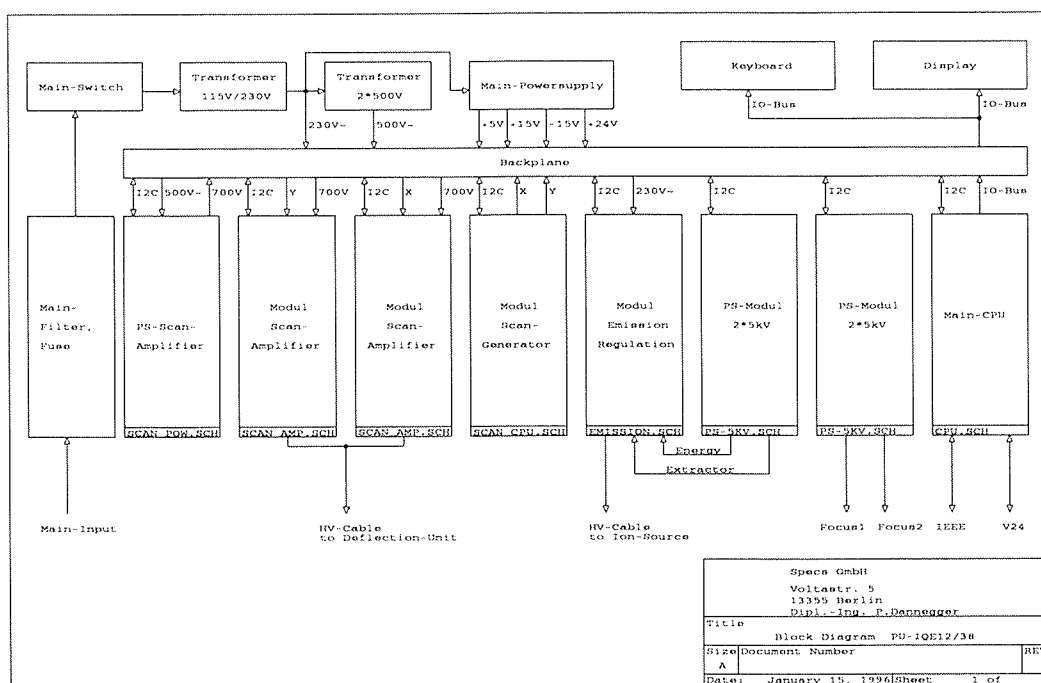 Main-Switch
Transformer
115V/230V
Transformer
2*500V
Main-Powersupply
Keyboard
Display
IO-Bus
IO-Bus
230V~
500V~
+5V
+15V
-15V
+24V
Backplane
I2C
500V~
700V
I2C
Y
700V
I2C
X
700V
I2C
X
Y
I2C
230V~
I2C
I2C
I2C
IO-Bus
Main-
Filter,
Fuse
PS-Scan-
Amplifier
SCAN_POW.SCH
Modul
Scan-
Amplifier
SCAN_AMP.SCH
Modul
Scan-
Amplifier
SCAN_AMP.SCH
Modul
Scan-
Generator
SCAN_CPU.SCH
Modul
Emission
Regulation
EMISSION.SCH
PS-Modul
2*5kV
PS-5KV.SCH
PS-Modul
2*5kV
PS-5KV.SCH
Main-CPU
CPU.SCH
Energy
Extractor
Main-Input
HV-Cable
to Deflection-Unit
HV-Cable
to Ion-Source
Focus1
Focus2
IEEE
V24
Specs GmbH
Voltastr. 5
13355 Berlin
Dipl.-Ing. P.Dannegger
Title
Block Diagram PU-IQE12/38
Size
Document Number
RE
A
Date: January 15, 1996
Sheet 1 of